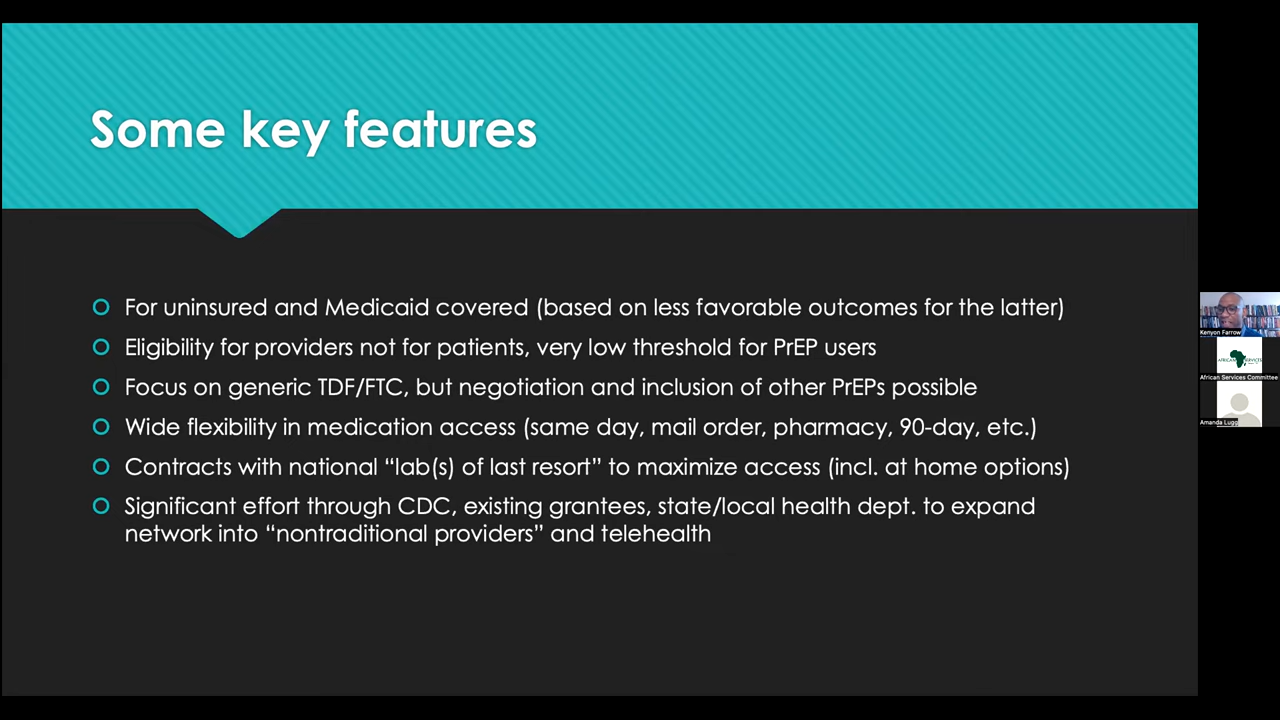 Some key features
For uninsured and Medicaid covered (based on less favorable outcomes for the latter)
Eligibility for providers not for patients, very low threshold for PrEP users
Focus on generic TDF/FTC, but negotiation and inclusion of other PrEPs possible
Wide flexibility in medication access (same day, mail order, pharmacy, 90-day, etc.)
Contracts with national “lab(s) of last resort” to maximize access (incl. at home options)
Significant effort through CDC, existing grantees, state/local health dept. to expand
network into “nontraditional providers” and telehealth
Kenyon Farrow
AFRICAN SERVICES
African Services Committee
Amanda Lugg